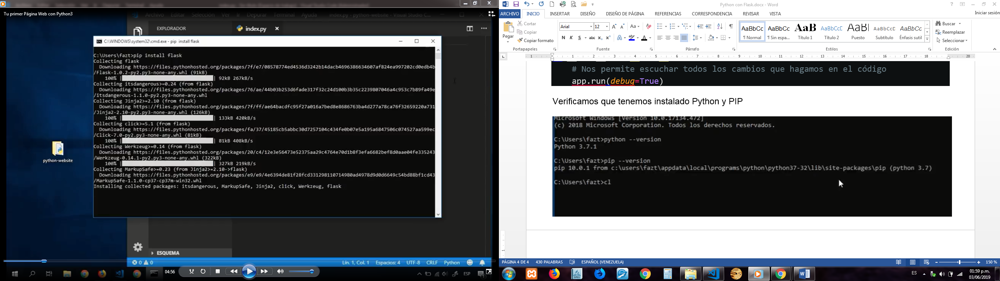 Tu primer Página Web con Python3
Archivo Editar Selección Ver Ir Depurar Terminal Ayuda index.py - python-website - Visual Studio C...
EXPLORADOR
index.py
C:\WINDOWS\system32\cmd.exe - pip install flask
C:\Users\fazt>pip install flask
Collecting flask
Downloading https://files.pythonhosted.org/packages/7f/e7/08578774ed4536d3242b14dacb4696386634607af824ea997202cd0edb4b
/Flask-1.0.2-py2.py3-none-any.whl (91kB)
100% | | 92kB 267kB/s
Collecting itsdangerous>=0.24 (from flask)
Downloading https://files.pythonhosted.org/packages/76/ae/44b03b253d6fade317f32c24d100b3b35c2239807046a4c953c7b89fa49e
/itsdangerous-1.1.0-py2.py3-none-any.whl
Collecting Jinja2>=2.10 (from flask)
Downloading https://files.pythonhosted.org/packages/7f/ff/ae64bacdfc95f27a016a7bed8e8686763ba4d277a78ca76f32659220a731
/Jinja2-2.10-py2.py3-none-any.whl (126kB)
100% | | 133kB 420kB/s
Collecting click>=5.1 (from flask)
Downloading https://files.pythonhosted.org/packages/fa/37/45185cb5abbc30d7257104c434fe0b07e5a195a6847506c074527aa599ec
/Click-7.0-py2.py3-none-any.whl (81kB)
100% | | 81kB 408kB/s
Collecting Werkzeug>=0.14 (from flask)
Downloading https://files.pythonhosted.org/packages/20/c4/12e3e56473e52375aa29c4764e70d1b8f3efa6682bef8d0aae04fe335243
/Werkzeug-0.14.1-py2.py3-none-any.whl (322kB)
100% | | 327kB 219kB/s
Collecting MarkupSafe>=0.23 (from Jinja2>=2.10->flask)
Downloading https://files.pythonhosted.org/packages/e9/e9/4e6394de81f28fcd331298110714980ad4978d9d0d6649c54bd88bf1cd43
/MarkupSafe-1.1.0-cp37-cp37m-win32.whl
Installing collected packages: itsdangerous, MarkupSafe, Jinja2, click, Werkzeug, flask
python-website
ESQUEMA
0 0 Lín. 1, Col. 1 Espacios: 4 UTF-8 CRLF Python
04:56
ESP
Python con Flask.docx - Word
ARCHIVO INICIO INSERTAR DISEÑO DISEÑO DE PÁGINA REFERENCIAS CORRESPONDENCIA REVISAR VISTA Iniciar sesión
Pegar
Cortar
Copiar
Copiar formato
Portapapeles
Arial 12
N K S abc x₂ x²
Fuente
Párrafo
AaBbCc AaBbCc AaB AaBbCcD AaBl AaBbCcD AaBbCc
¶ Normal ¶ Sin espa... Título 1 Título 2 Puesto Subtítulo Énfasis sutil
Estilos
Buscar
Reemplazar
Seleccionar
Edición
1 1 2 3 4 5 6 7 8 9 10 11 12 13 14 15 16 17 18 20
# Nos permite escuchar todos los cambios que hagamos en el código
app.run(debug=True)
Verificamos que tenemos instalado Python y PIP
Microsoft Windows [Versión 10.0.17134.472]
(c) 2018 Microsoft Corporation. Todos los derechos reservados.
C:\Users\fazt>python --version
Python 3.7.1
C:\Users\fazt>pip --version
pip 10.0.1 from c:\users\fazt\appdata\local\programs\python\python37-32\lib\site-packages\pip (python 3.7)
C:\Users\fazt>cl
PÁGINA 4 DE 4 430 PALABRAS ESPAÑOL (VENEZUELA) 150 %
2011
ES
01:59 p.m.
03/06/2019